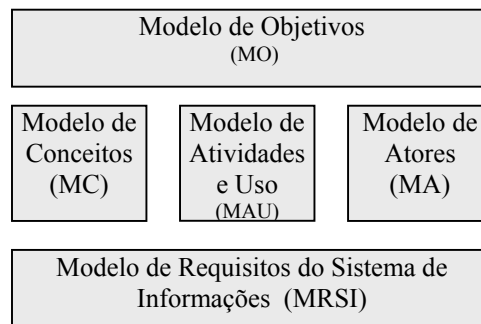 Modelo de Objetivos
(MO)
Modelo de
Conceitos
(MC)
Modelo de
Atividades
e Uso
(MAU)
Modelo de
Atores
(MA)
Modelo de Requisitos do Sistema de
Informações (MRSI)